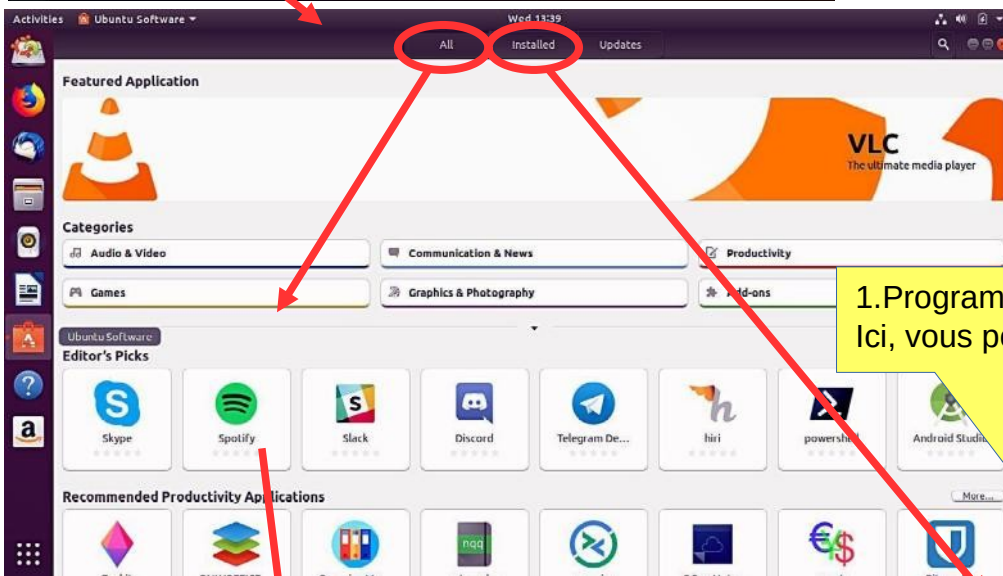 Activities Ubuntu Software
Wed 13:39
All Installed Updates
Featured Application
VLC
The ultimate media player
Categories
Audio & Video
Communication & News
Productivity
Games
Graphics & Photography
Add-ons
1.Program
Ici, vous p
Ubuntu Software
Editor's Picks
Skype
Spotify
Slack
Discord
Telegram De...
hiri
powershell
Android Studio
Recommended Productivity Applications
More...
nqq